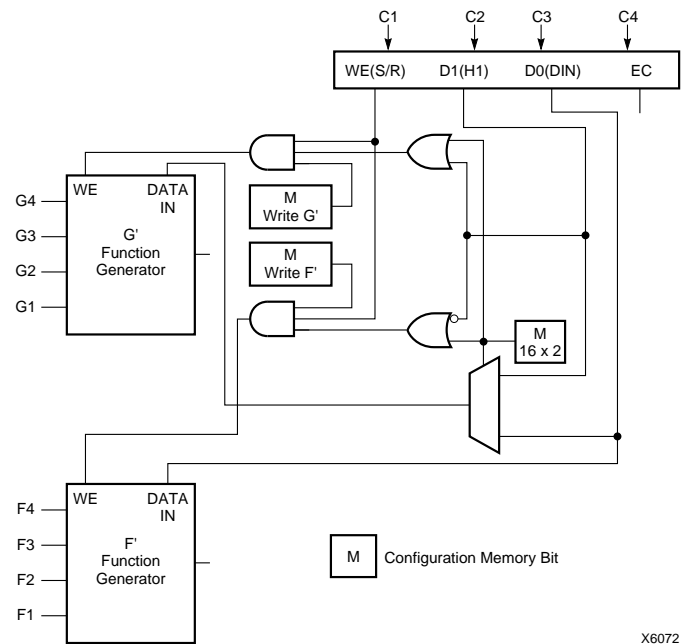 C1 C2 C3 C4
WE(S/R) D1(H1) D0(DIN) EC
WE DATA IN
G4
G3
G2
G1
G'
Function
Generator
M
Write G'
M
Write F'
M
16 x 2
WE DATA IN
F4
F3
F2
F1
F'
Function
Generator
M Configuration Memory Bit
X6072